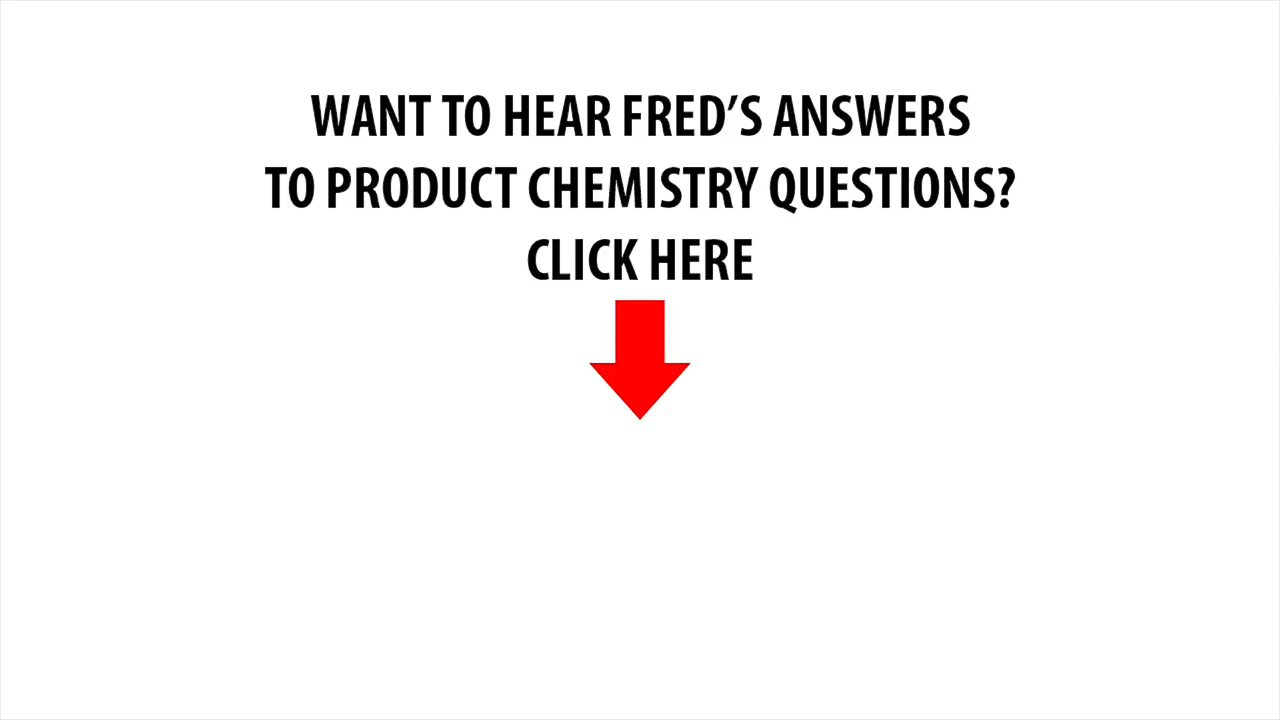 WANT TO HEAR FRED’S ANSWERS
TO PRODUCT CHEMISTRY QUESTIONS?
CLICK HERE